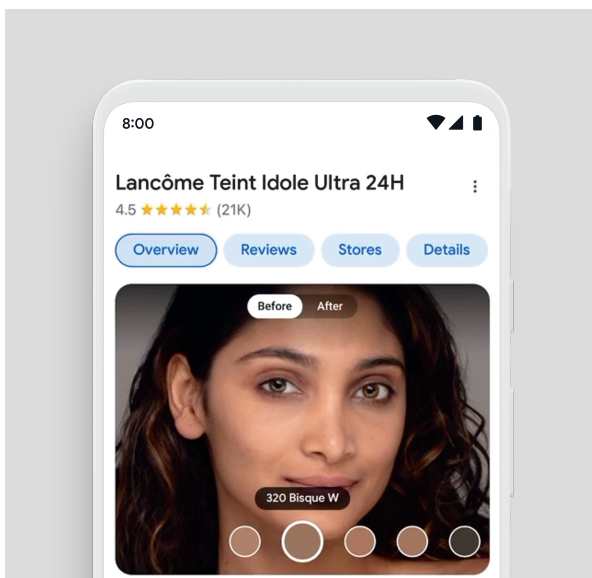 8:00
Lancôme Teint Idole Ultra 24H
4.5 (21K)
Overview Reviews Stores Details
Before After
320 Bisque W